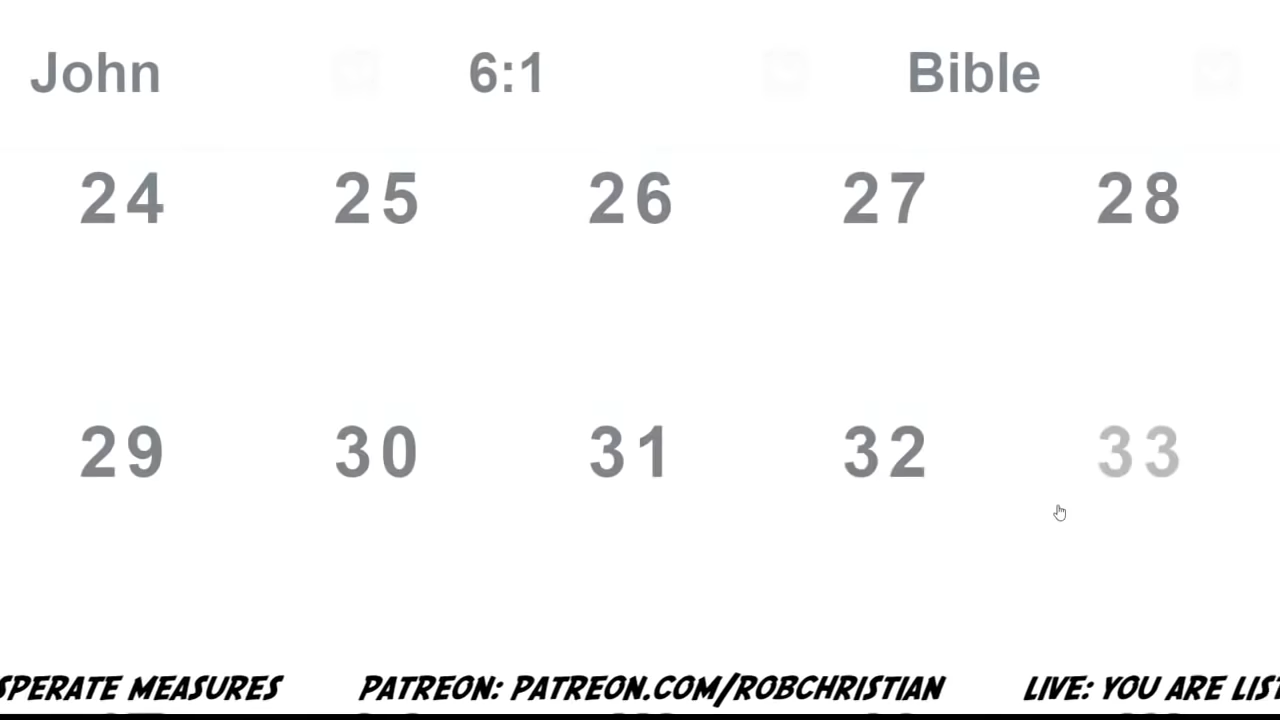 John 6:1 Bible
24 25 26 27 28
29 30 31 32 33
SPERATE MEASURES PATREON: PATREON.COM/ROBCHRISTIAN LIVE: YOU ARE LIS